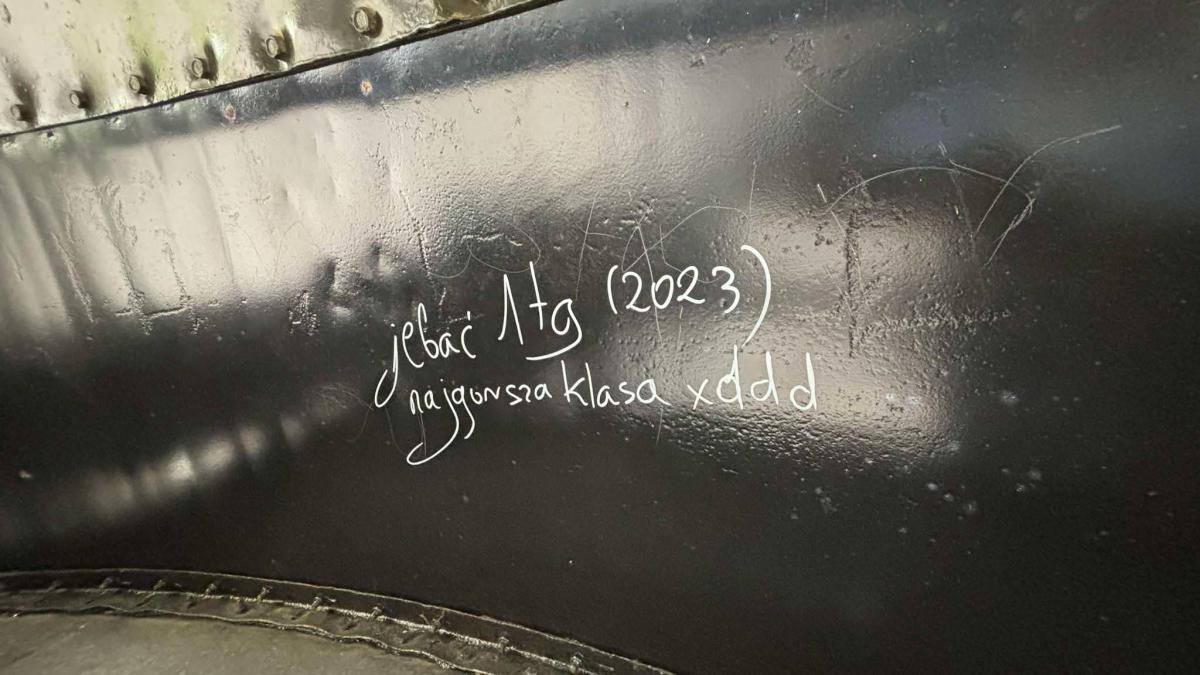 jebać 1tg (2023)
najgorsza klasa xddd